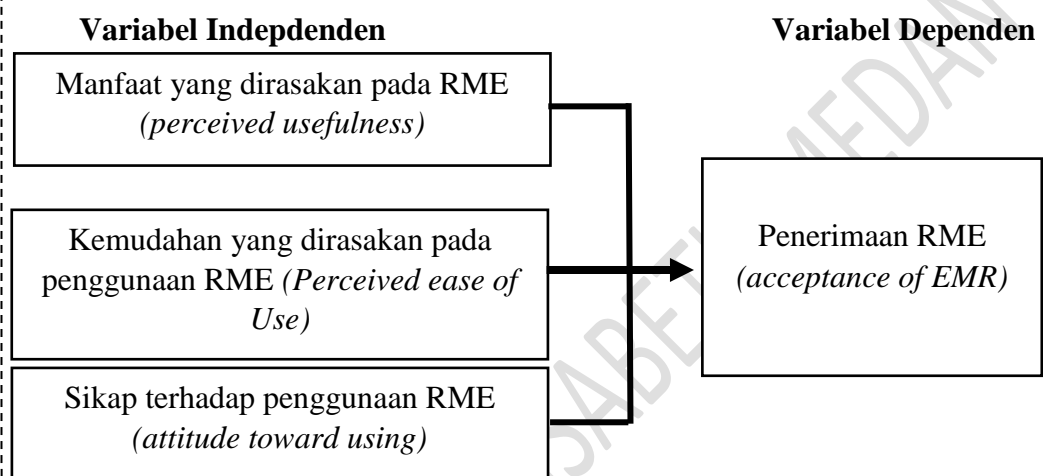 Variabel Indepdenden
Variabel Dependen
Manfaat yang dirasakan pada RME
(perceived usefulness)
Kemudahan yang dirasakan pada
penggunaan RME (Perceived ease of
Use)
Penerimaan RME
(acceptance of EMR)
Sikap terhadap penggunaan RME
(attitude toward using)
MEDAN